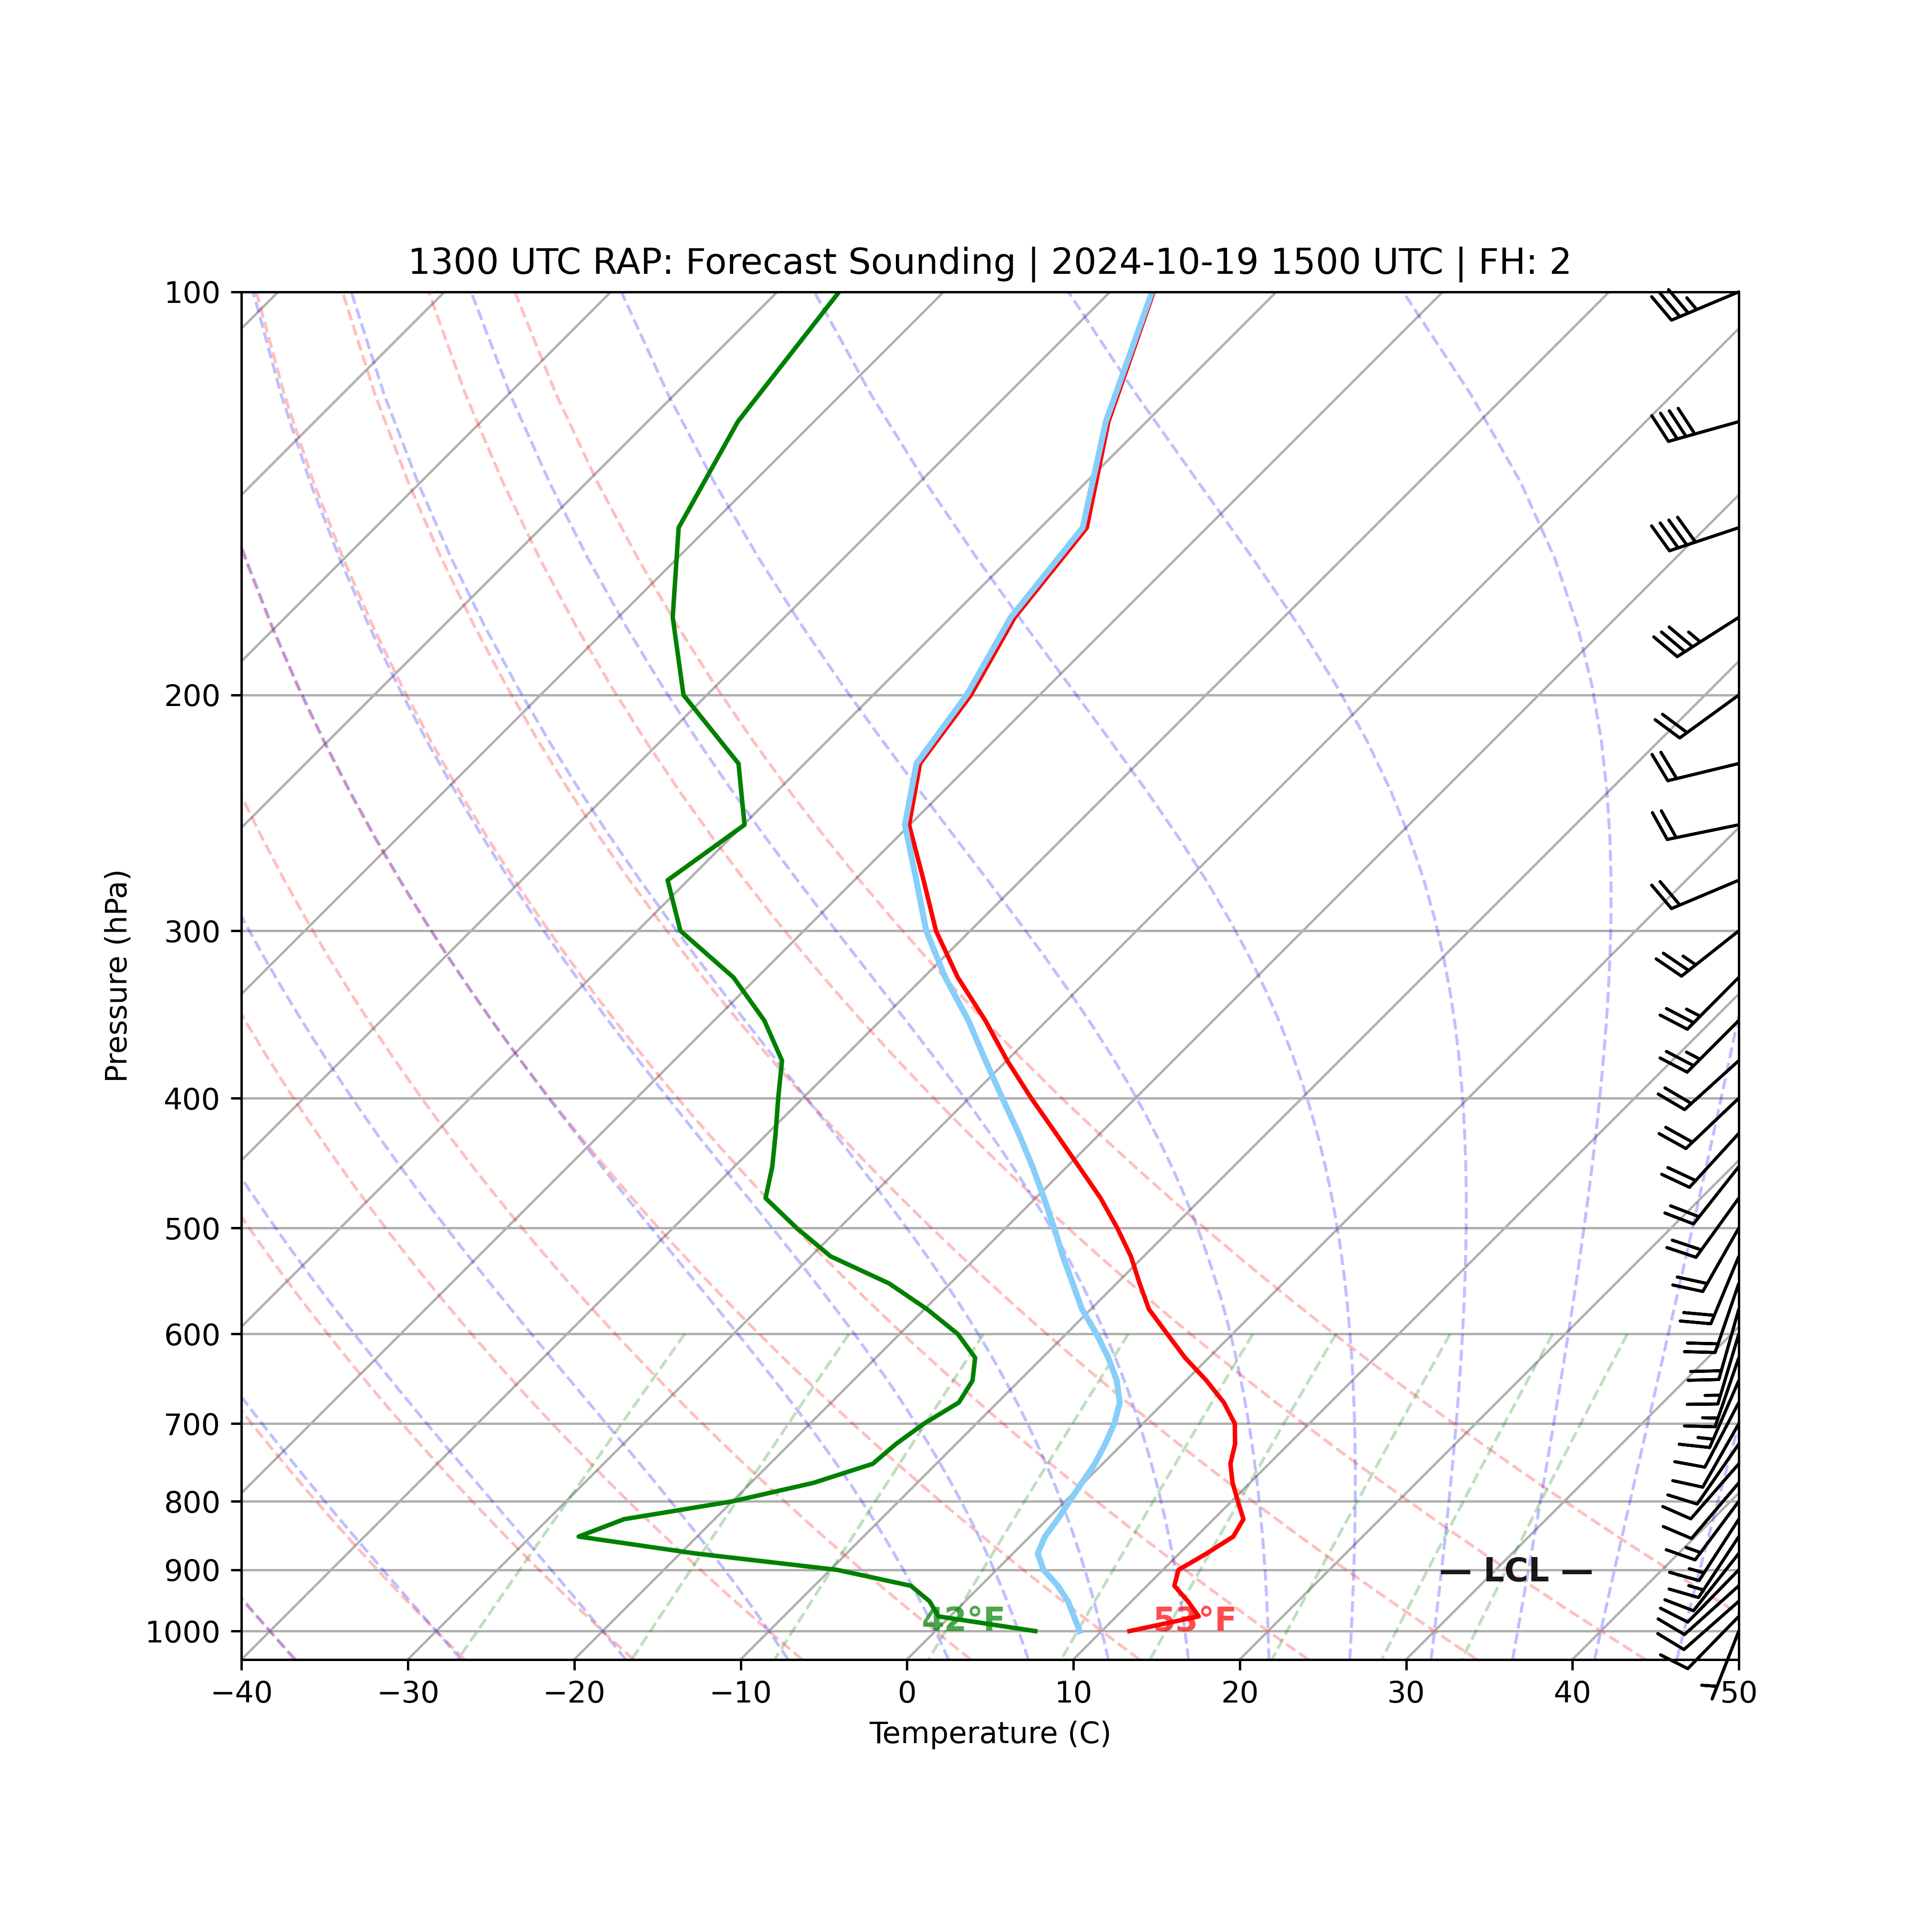 1300 UTC RAP: Forecast Sounding | 2024-10-19 1500 UTC | FH: 2
100
200
300
400
500
600
700
800
900
1000
Pressure (hPa)
— LCL —
42°F
53°F
−40 −30 −20 −10 0 10 20 30 40 50
Temperature (C)